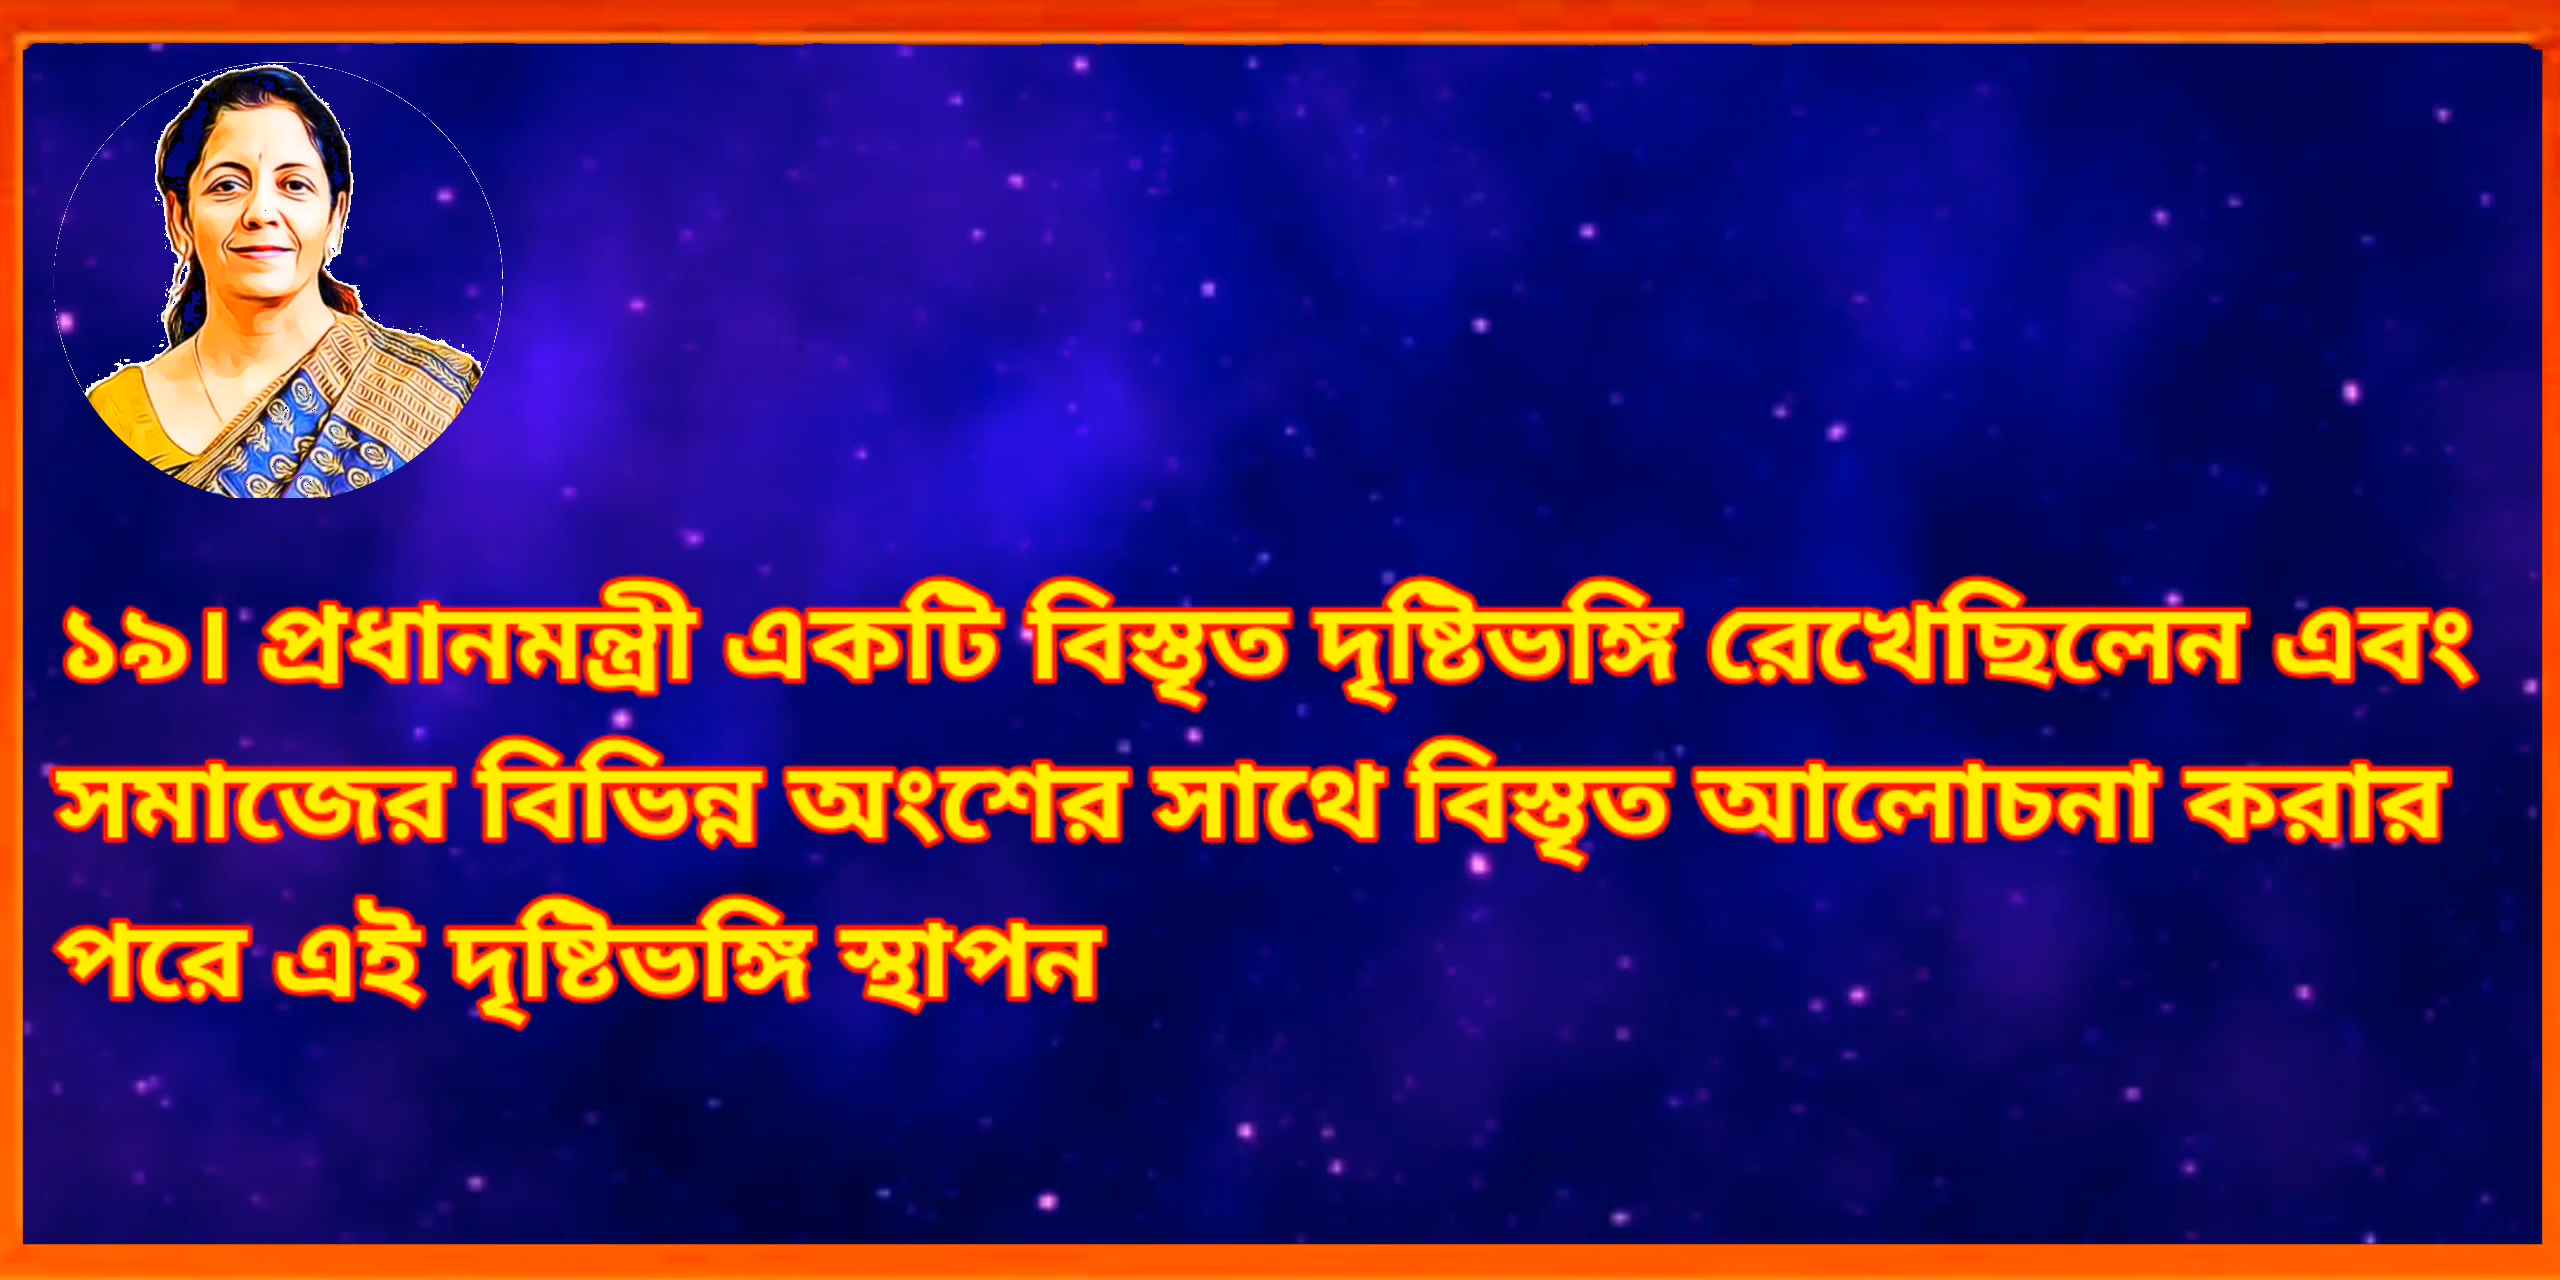 ১৯। প্রধানমন্ত্রী একটি বিস্তৃত দৃষ্টিভঙ্গি রেখেছিলেন এবং
সমাজের বিভিন্ন অংশের সাথে বিস্তৃত আলোচনা করার
পরে এই দৃষ্টিভঙ্গি স্থাপন